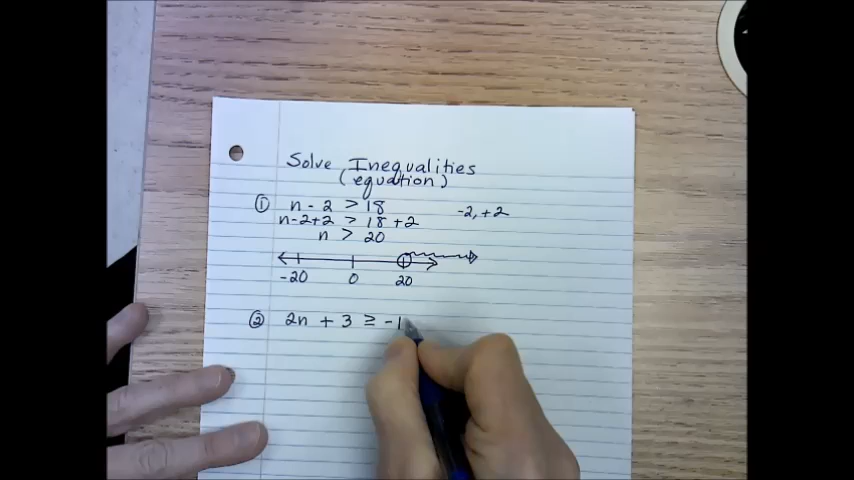 Solve Inequalities
(equation)
① n - 2 > 18 -2, +2
n-2+2 > 18 +2
n > 20
-20 0 20
② 2n + 3 ≥ -1